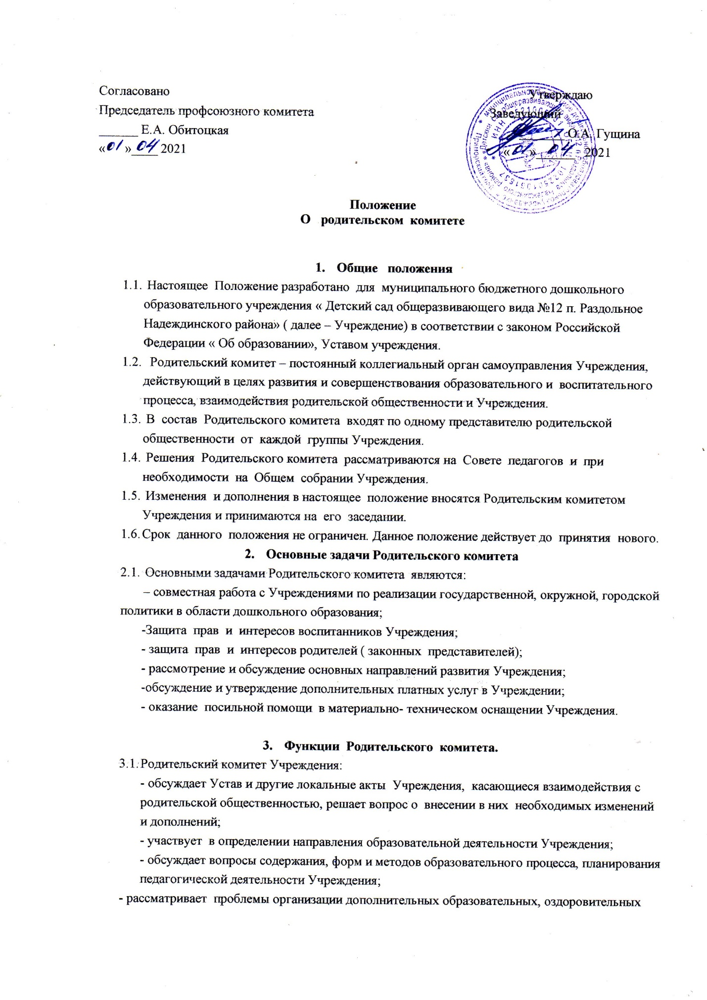 Согласовано
Утверждаю
Председатель профсоюзного комитета
Заведующий
______ Е.А. Обитоцкая
О.А. Гущина
«01»  04  2021
«01»  04  2021
Положение
О родительском комитете
1. Общие положения
1.1. Настоящее Положение разработано для муниципального бюджетного дошкольного
образовательного учреждения « Детский сад общеразвивающего вида №12 п. Раздольное
Надеждинского района» ( далее – Учреждение) в соответствии с законом Российской
Федерации « Об образовании», Уставом учреждения.
1.2. Родительский комитет – постоянный коллегиальный орган самоуправления Учреждения,
действующий в целях развития и совершенствования образовательного и воспитательного
процесса, взаимодействия родительской общественности и Учреждения.
1.3. В состав Родительского комитета входят по одному представителю родительской
общественности от каждой группы Учреждения.
1.4. Решения Родительского комитета рассматриваются на Совете педагогов и при
необходимости на Общем собрании Учреждения.
1.5. Изменения и дополнения в настоящее положение вносятся Родительским комитетом
Учреждения и принимаются на его заседании.
1.6. Срок данного положения не ограничен. Данное положение действует до принятия нового.
2. Основные задачи Родительского комитета
2.1. Основными задачами Родительского комитета являются:
– совместная работа с Учреждениями по реализации государственной, окружной, городской
политики в области дошкольного образования;
-Защита прав и интересов воспитанников Учреждения;
- защита прав и интересов родителей ( законных представителей);
- рассмотрение и обсуждение основных направлений развития Учреждения;
-обсуждение и утверждение дополнительных платных услуг в Учреждении;
- оказание посильной помощи в материально- техническом оснащении Учреждения.
3. Функции Родительского комитета.
3.1. Родительский комитет Учреждения:
- обсуждает Устав и другие локальные акты Учреждения, касающиеся взаимодействия с
родительской общественностью, решает вопрос о внесении в них необходимых изменений
и дополнений;
- участвует в определении направления образовательной деятельности Учреждения;
- обсуждает вопросы содержания, форм и методов образовательного процесса, планирования
педагогической деятельности Учреждения;
- рассматривает проблемы организации дополнительных образовательных, оздоровительных